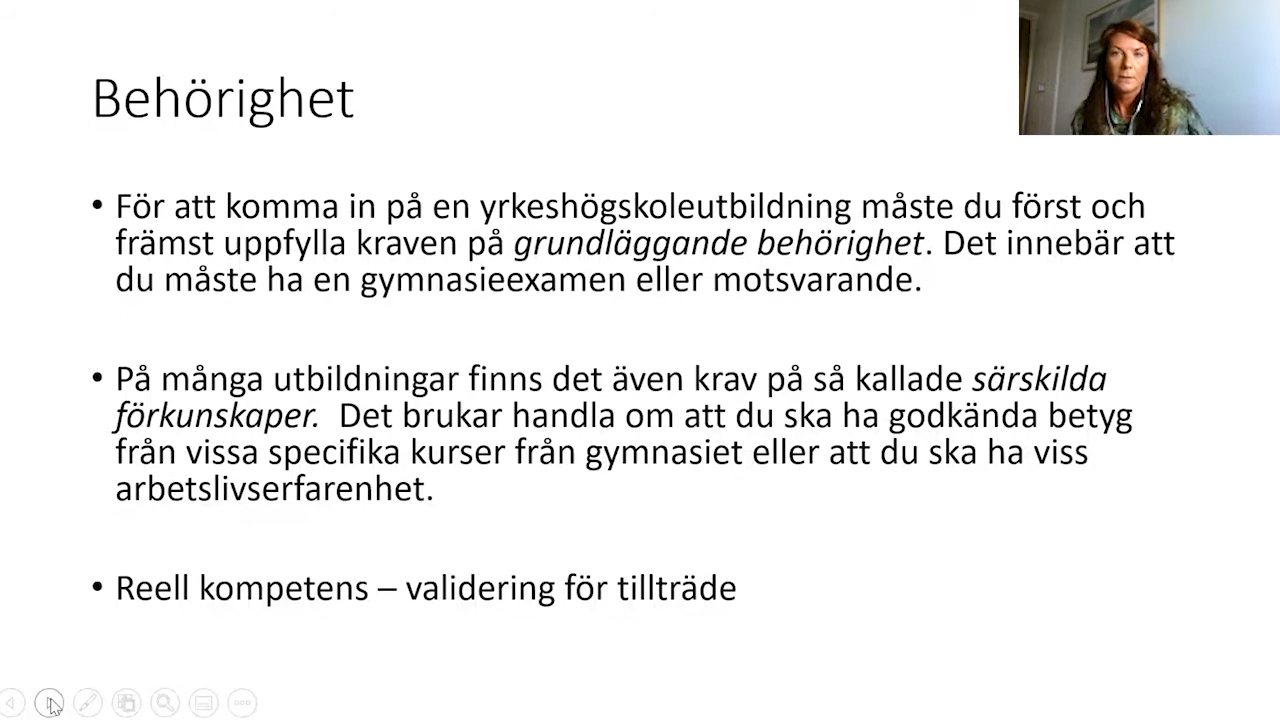 Behörighet
• För att komma in på en yrkeshögskoleutbildning måste du först och
främst uppfylla kraven på grundläggande behörighet. Det innebär att
du måste ha en gymnasieexamen eller motsvarande.
• På många utbildningar finns det även krav på så kallade särskilda
förkunskaper.  Det brukar handla om att du ska ha godkända betyg
från vissa specifika kurser från gymnasiet eller att du ska ha viss
arbetslivserfarenhet.
• Reell kompetens – validering för tillträde